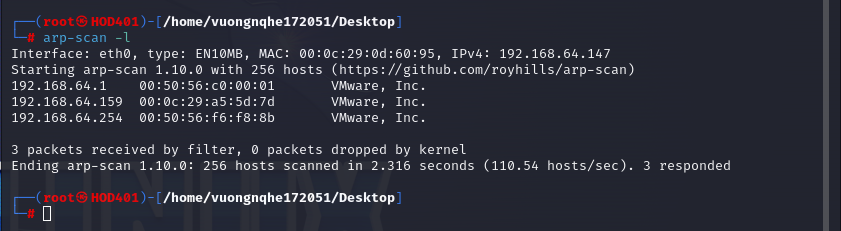 ┌──(root㉿HOD401)-[/home/vuongnqhe172051/Desktop]
└─# arp-scan -l
Interface: eth0, type: EN10MB, MAC: 00:0c:29:0d:60:95, IPv4: 192.168.64.147
Starting arp-scan 1.10.0 with 256 hosts (https://github.com/royhills/arp-scan)
192.168.64.1    00:50:56:c0:00:01       VMware, Inc.
192.168.64.159  00:0c:29:a5:5d:7d       VMware, Inc.
192.168.64.254  00:50:56:f6:f8:8b       VMware, Inc.

3 packets received by filter, 0 packets dropped by kernel
Ending arp-scan 1.10.0: 256 hosts scanned in 2.316 seconds (110.54 hosts/sec). 3 responded

┌──(root㉿HOD401)-[/home/vuongnqhe172051/Desktop]
└─#